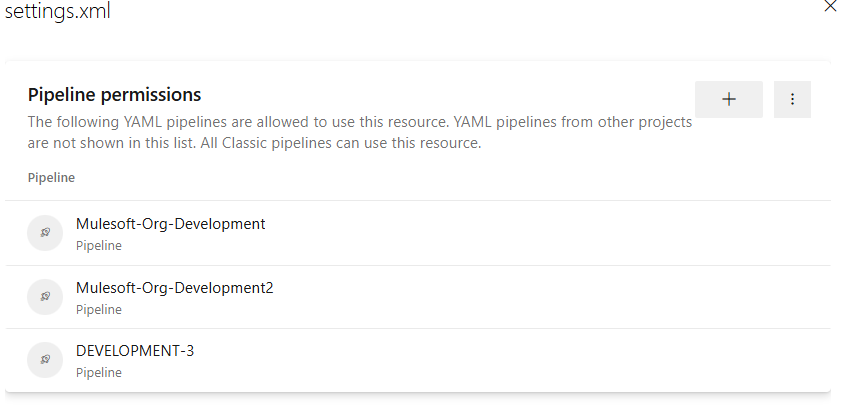 settings.xml
Pipeline permissions
The following YAML pipelines are allowed to use this resource. YAML pipelines from other projects
are not shown in this list. All Classic pipelines can use this resource.
Pipeline
Mulesoft-Org-Development
Pipeline
Mulesoft-Org-Development2
Pipeline
DEVELOPMENT-3
Pipeline